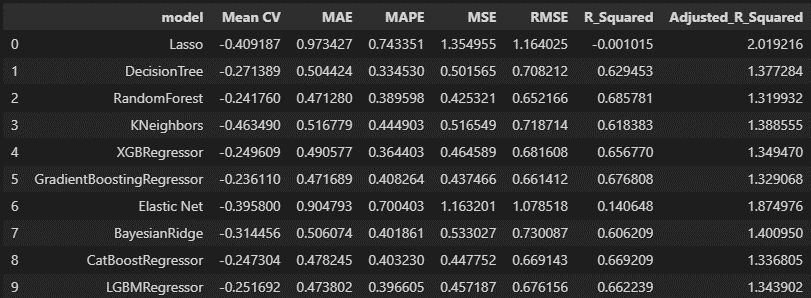 model Mean CV MAE MAPE MSE RMSE R_Squared Adjusted_R_Squared
0 Lasso -0.409187 0.973427 0.743351 1.354955 1.164025 -0.001015 2.019216
1 DecisionTree -0.271389 0.504424 0.334530 0.501565 0.708212 0.629453 1.377284
2 RandomForest -0.241760 0.471280 0.389598 0.425321 0.652166 0.685781 1.319932
3 KNeighbors -0.463490 0.516779 0.444903 0.516549 0.718714 0.618383 1.388555
4 XGBRegressor -0.249609 0.490577 0.364403 0.464589 0.681608 0.656770 1.349470
5 GradientBoostingRegressor -0.236110 0.471689 0.408264 0.437466 0.661412 0.676808 1.329068
6 Elastic Net -0.395800 0.904793 0.700403 1.163201 1.078518 0.140648 1.874976
7 BayesianRidge -0.314456 0.506074 0.401861 0.533027 0.730087 0.606209 1.400950
8 CatBoostRegressor -0.247304 0.478245 0.403230 0.447752 0.669143 0.669209 1.336805
9 LGBMRegressor -0.251692 0.473802 0.396605 0.457187 0.676156 0.662239 1.343902